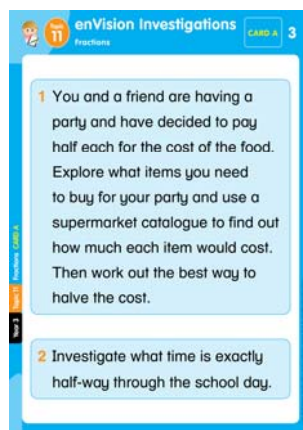 Topic
11
enVision Investigations
Fractions
CARD A
3
1 You and a friend are having a
party and have decided to pay
half each for the cost of the food.
Explore what items you need
to buy for your party and use a
supermarket catalogue to find out
how much each item would cost.
Then work out the best way to
halve the cost.
2 Investigate what time is exactly
half-way through the school day.
Year 3 Topic 11 Fractions CARD A